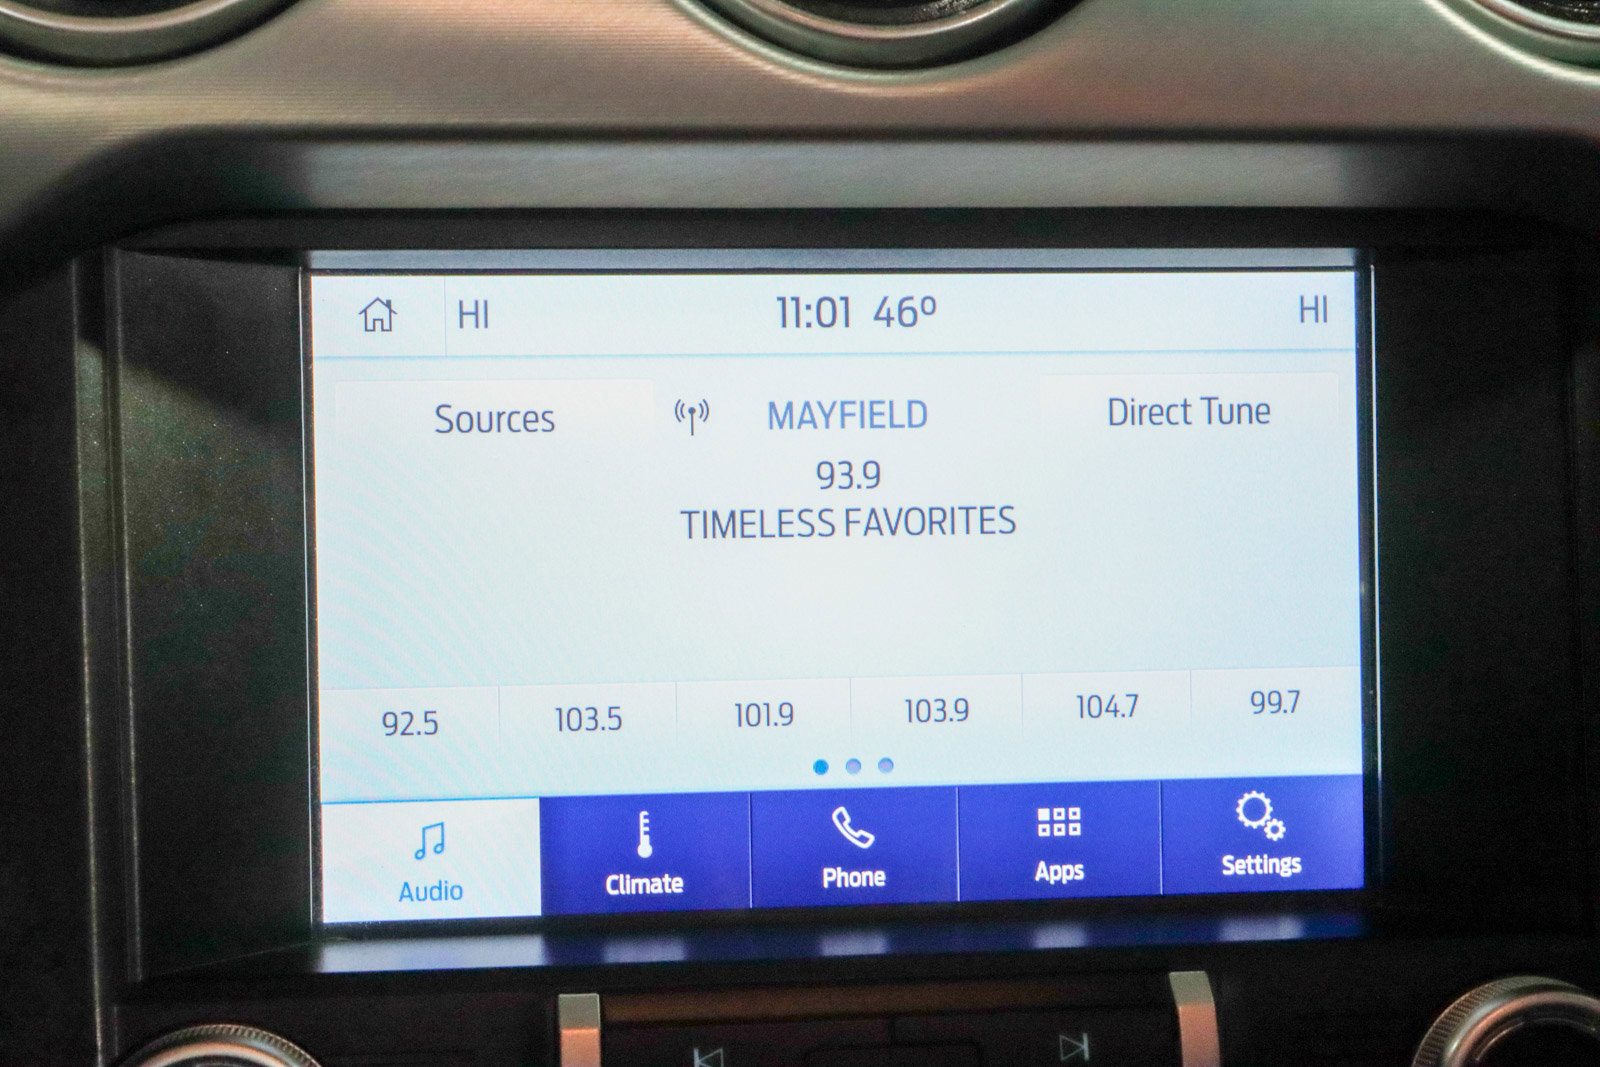 HI 11:01 46º HI
Sources MAYFIELD Direct Tune
93.9
TIMELESS FAVORITES
92.5 103.5 101.9 103.9 104.7 99.7
Audio Climate Phone Apps Settings